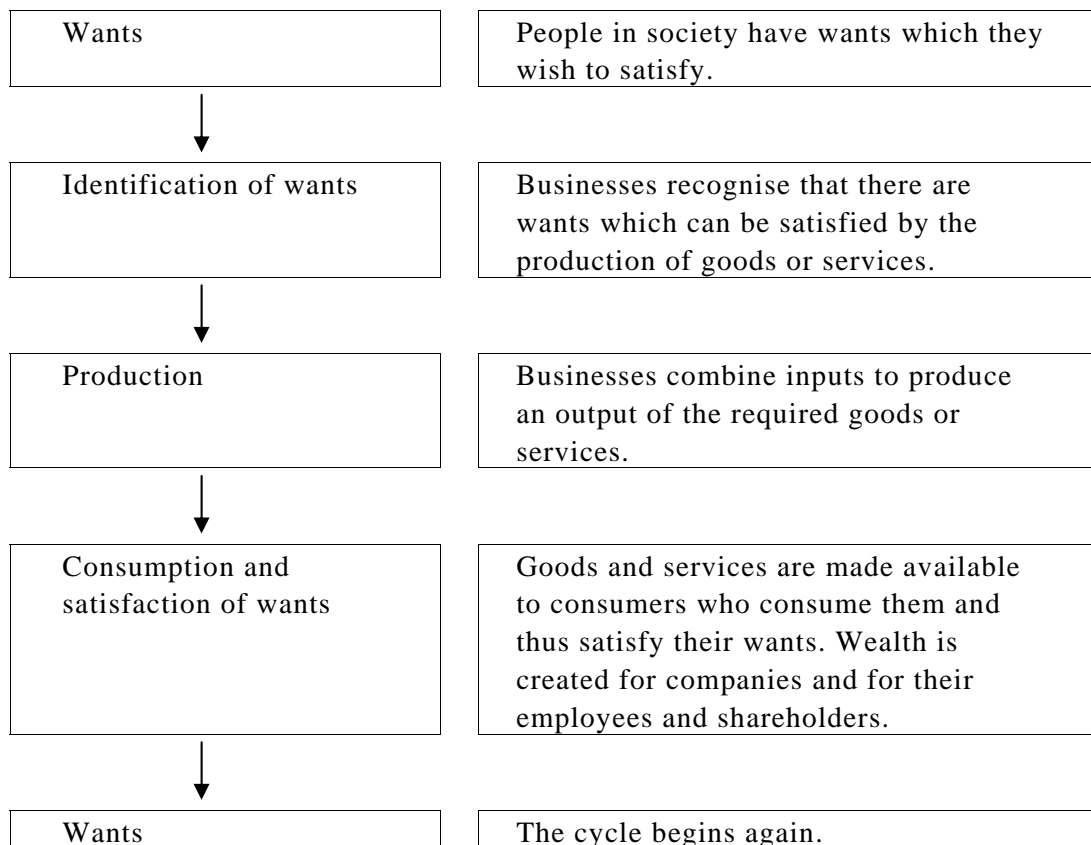 Wants
People in society have wants which they
wish to satisfy.
Identification of wants
Businesses recognise that there are
wants which can be satisfied by the
production of goods or services.
Production
Businesses combine inputs to produce
an output of the required goods or
services.
Consumption and
satisfaction of wants
Goods and services are made available
to consumers who consume them and
thus satisfy their wants. Wealth is
created for companies and for their
employees and shareholders.
Wants
The cycle begins again.